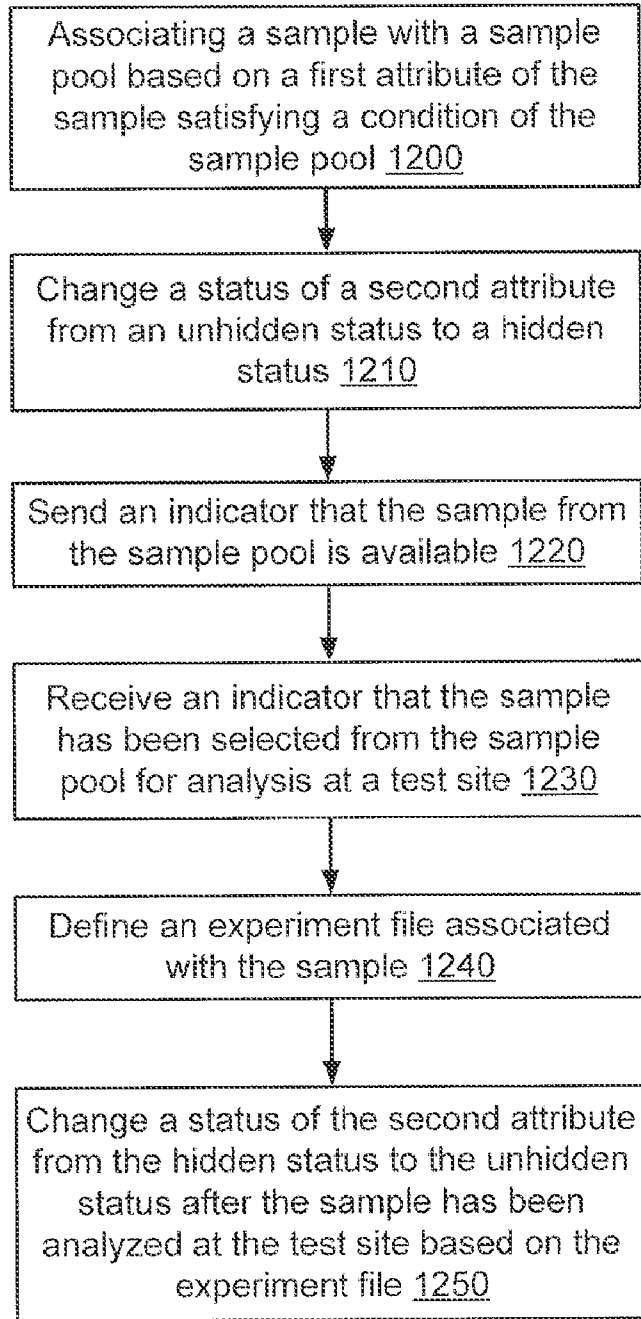 Associating a sample with a sample
pool based on a first attribute of the
sample satisfying a condition of the
sample pool 1200
Change a status of a second attribute
from an unhidden status to a hidden
status 1210
Send an indicator that the sample from
the sample pool is available 1220
Receive an indicator that the sample
has been selected from the sample
pool for analysis at a test site 1230
Define an experiment file associated
with the sample 1240
Change a status of the second attribute
from the hidden status to the unhidden
status after the sample has been
analyzed at the test site based on the
experiment file 1250